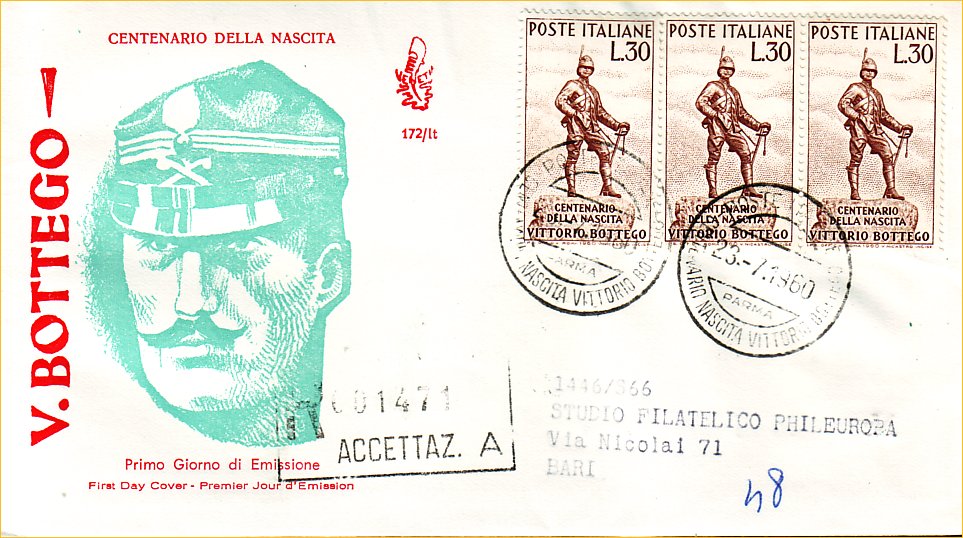 CENTENARIO DELLA NASCITA
172/lt
V. BOTTEGO
POSTE ITALIANE
L.30
CENTENARIO
DELLA NASCITA
VITTORIO BOTTEGO
POSTE ITALIANE
L.30
CENTENARIO
DELLA NASCITA
VITTORIO BOTTEGO
POSTE ITALIANE
L.30
CENTENARIO
DELLA NASCITA
VITTORIO BOTTEGO
PARMA
NASCITA VITTORIO
23.-7.1960
PARMA
NASCITA VITTORIO
R 001471
ACCETTAZ. A
1446/366
STUDIO FILATELICO PHILEUROPA
Via Nicolai 71
BARI
48
Primo Giorno di Emissione
First Day Cover - Premier Jour d'Emission